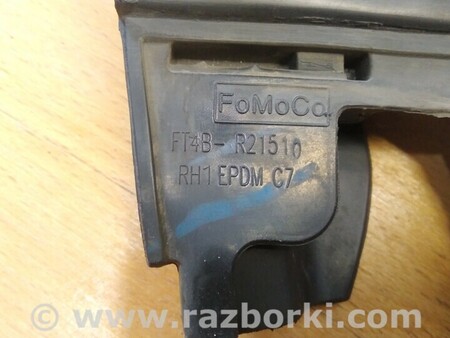 FoMoCo
FT4B- R21510
RH1 EPDM C7
© www.razborki.com